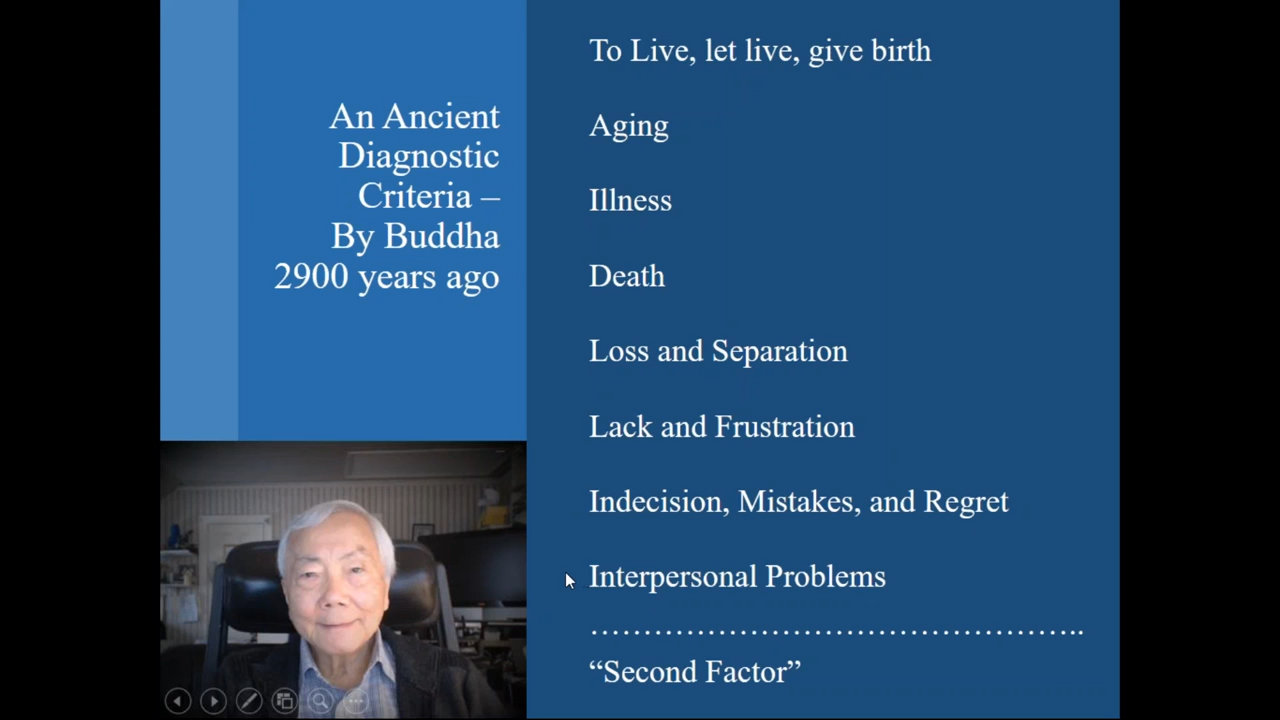 An Ancient
Diagnostic
Criteria –
By Buddha
2900 years ago
To Live, let live, give birth
Aging
Illness
Death
Loss and Separation
Lack and Frustration
Indecision, Mistakes, and Regret
Interpersonal Problems
…………………………………………..
“Second Factor”